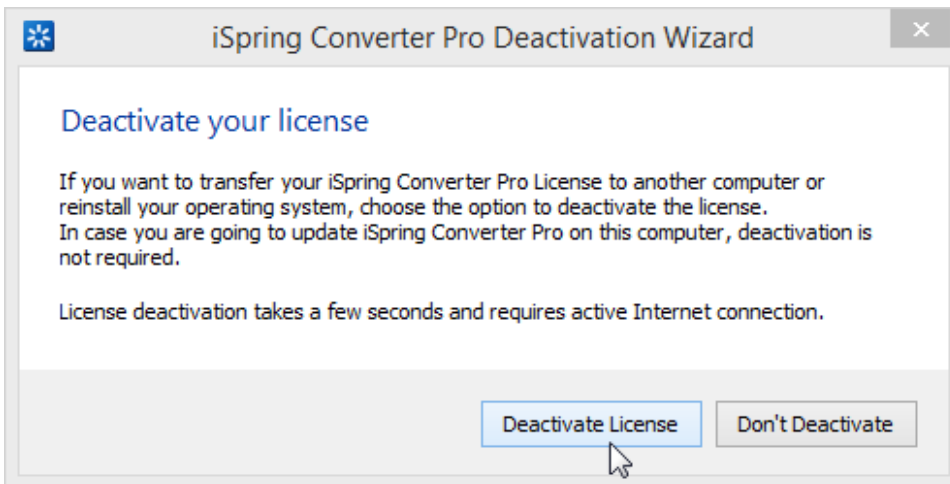 iSpring Converter Pro Deactivation Wizard
Deactivate your license
If you want to transfer your iSpring Converter Pro License to another computer or
reinstall your operating system, choose the option to deactivate the license.
In case you are going to update iSpring Converter Pro on this computer, deactivation is
not required.
License deactivation takes a few seconds and requires active Internet connection.
Deactivate License Don't Deactivate